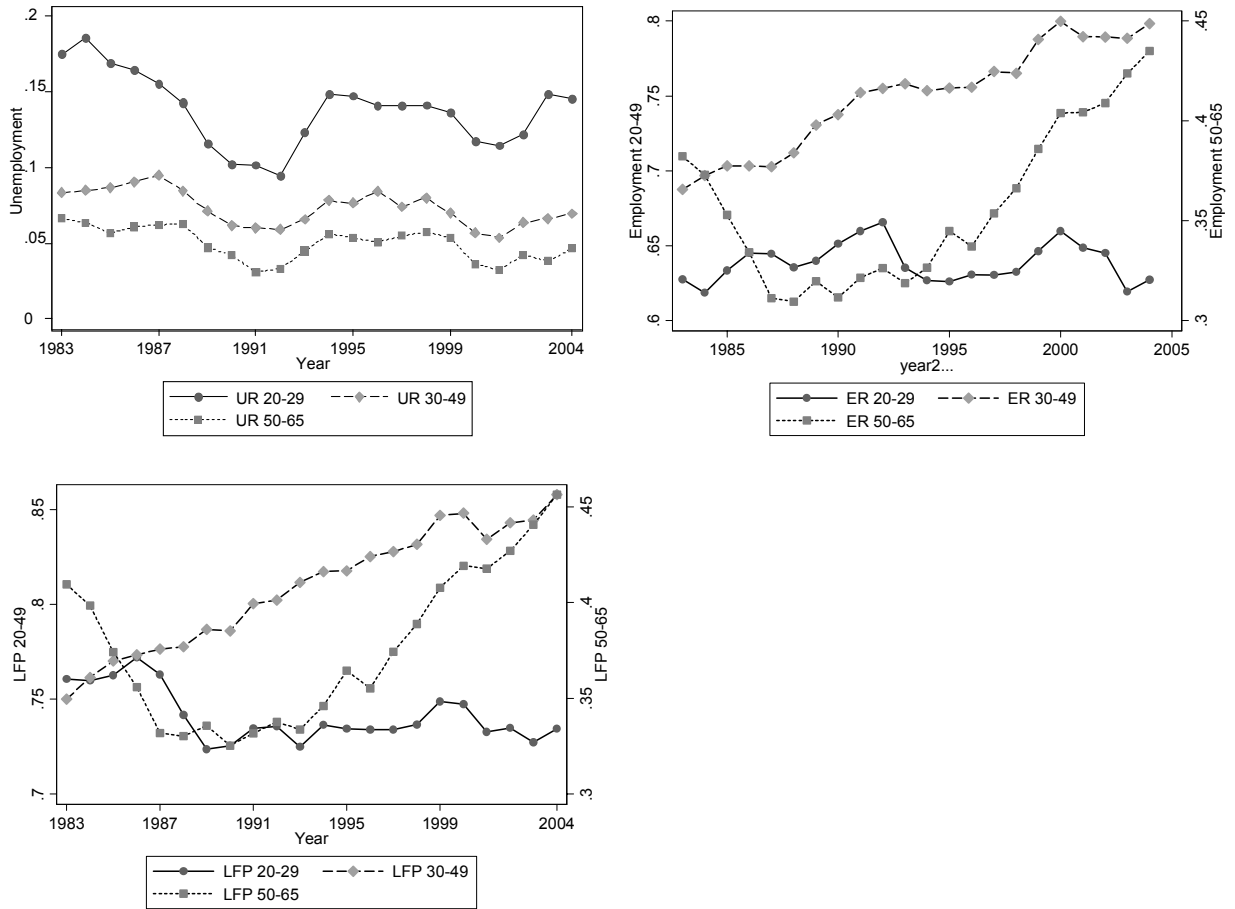 .2
.15
.1
.05
0
Unemployment
1983 1987 1991 1995 1999 2004
Year
UR 20-29 UR 30-49
UR 50-65
.8
.75
.7
.65
.6
Employment 20-49
.45
.4
.35
.3
Employment 50-65
1985 1990 1995 2000 2005
year2...
ER 20-29 ER 30-49
ER 50-65
.85
.8
.75
.7
LFP 20-49
.45
.4
.35
.3
LFP 50-65
1983 1987 1991 1995 1999 2004
Year
LFP 20-29 LFP 30-49
LFP 50-65